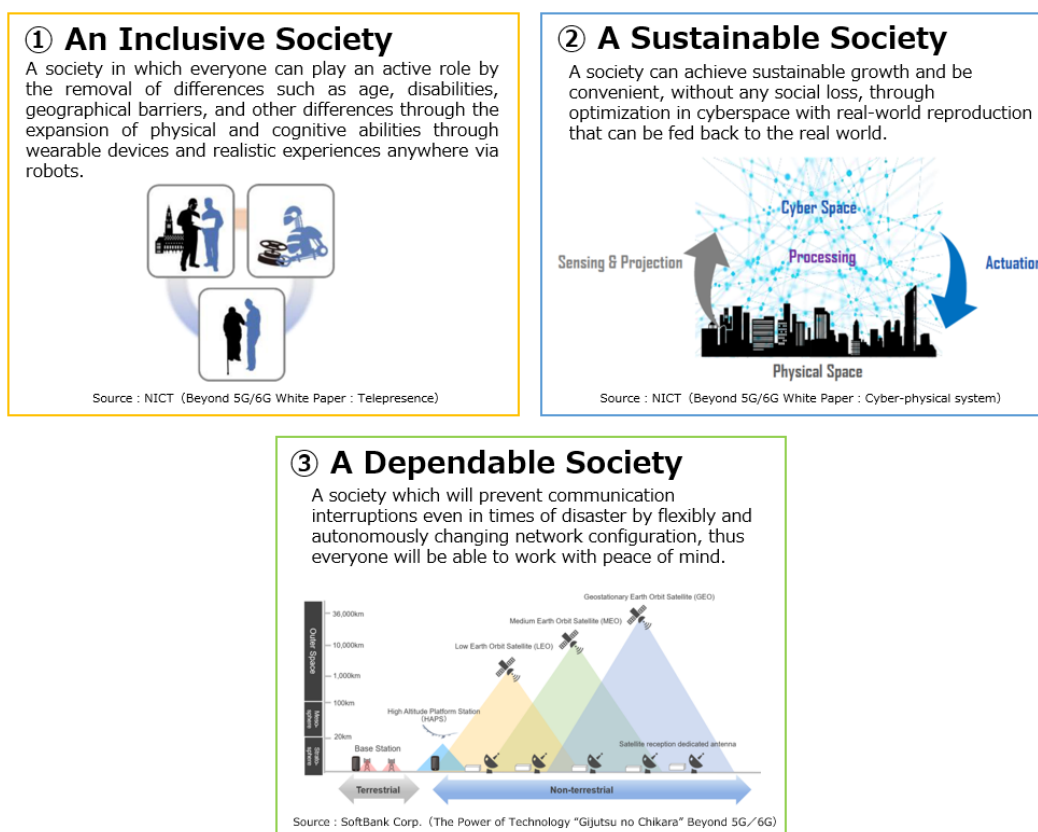 ① An Inclusive Society
A society in which everyone can play an active role by
the removal of differences such as age, disabilities,
geographical barriers, and other differences through the
expansion of physical and cognitive abilities through
wearable devices and realistic experiences anywhere via
robots.
Source : NICT（Beyond 5G/6G White Paper : Telepresence）
② A Sustainable Society
A society can achieve sustainable growth and be
convenient, without any social loss, through
optimization in cyberspace with real-world reproduction
that can be fed back to the real world.
Cyber Space
Processing
Sensing & Projection
Actuation
Physical Space
Source : NICT（Beyond 5G/6G White Paper : Cyber-physical system）
③ A Dependable Society
A society which will prevent communication
interruptions even in times of disaster by flexibly and
autonomously changing network configuration, thus
everyone will be able to work with peace of mind.
Geostationary Earth Orbit Satellite (GEO)
36,000km
Medium Earth Orbit Satellite (MEO)
Outer Space
10,000km
Low Earth Orbit Satellite (LEO)
1,000km
100km
High Altitude Platform Station
(HAPS)
Meso-
sphere
20km
Base Station
Satellite reception dedicated antenna
Strato-
sphere
Terrestrial
Non-terrestrial
Source : SoftBank Corp.（The Power of Technology "Gijutsu no Chikara" Beyond 5G／6G）